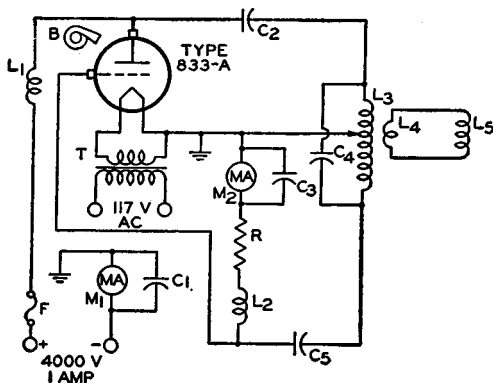 B
TYPE
833-A
C2
L1
L3
L4
L5
T
C4
MA
M2
C3
117 V
AC
R
MA
M1
C1
L2
F
+
-
C5
4000 V
1 AMP